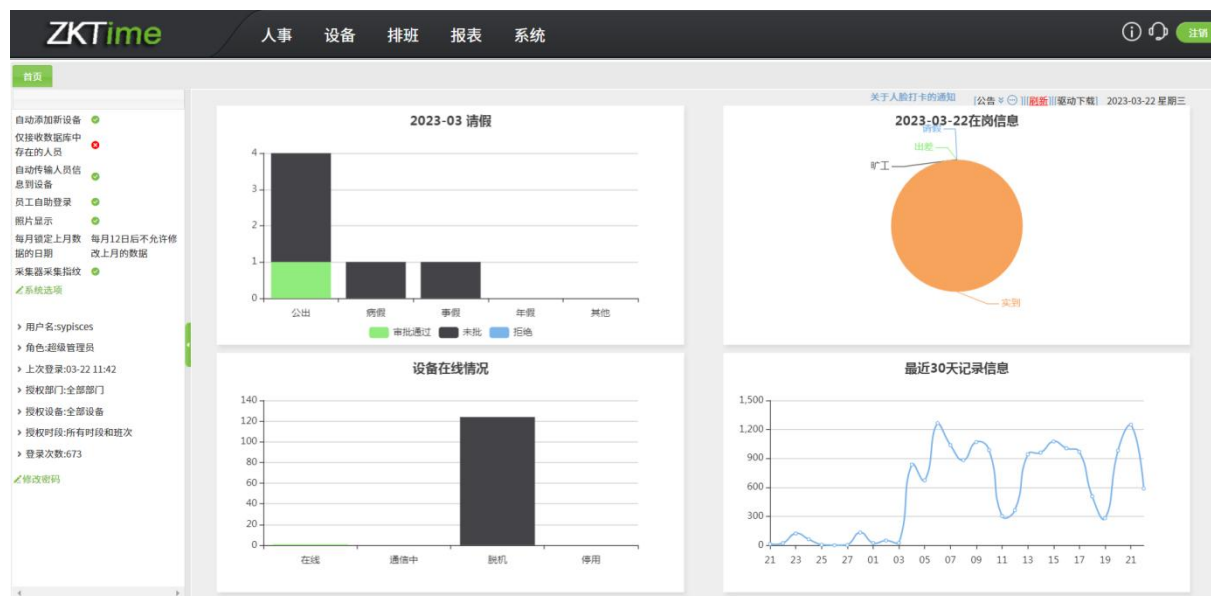 ZKTime
人事 设备 排班 报表 系统
注销
首页
关于人脸打卡的通知 [公告 ][[刷新]][驱动下载] 2023-03-22 星期三
自动添加新设备
仅接收数据库中
存在的人员
自动传输人员信
息到设备
员工自助登录
照片显示
每月锁定上月数 每月12日后不允许修
据的日期 改上月的数据
采集器采集指纹
系统选项
用户名:sypisces
角色:超级管理员
上次登录:03-22 11:42
授权部门:全部部门
授权设备:全部设备
授权时段:所有时段和班次
登录次数:673
修改密码
2023-03 请假
4
3
2
1
0
公出 病假 事假 年假 其他
审批通过 未批 拒绝
2023-03-22在岗信息
请假
出差
旷工
实到
设备在线情况
140
120
100
80
60
40
20
0
在线 通信中 脱机 停用
最近30天记录信息
1,500
1,200
900
600
300
0
21 23 25 27 01 03 05 07 09 11 13 15 17 19 21